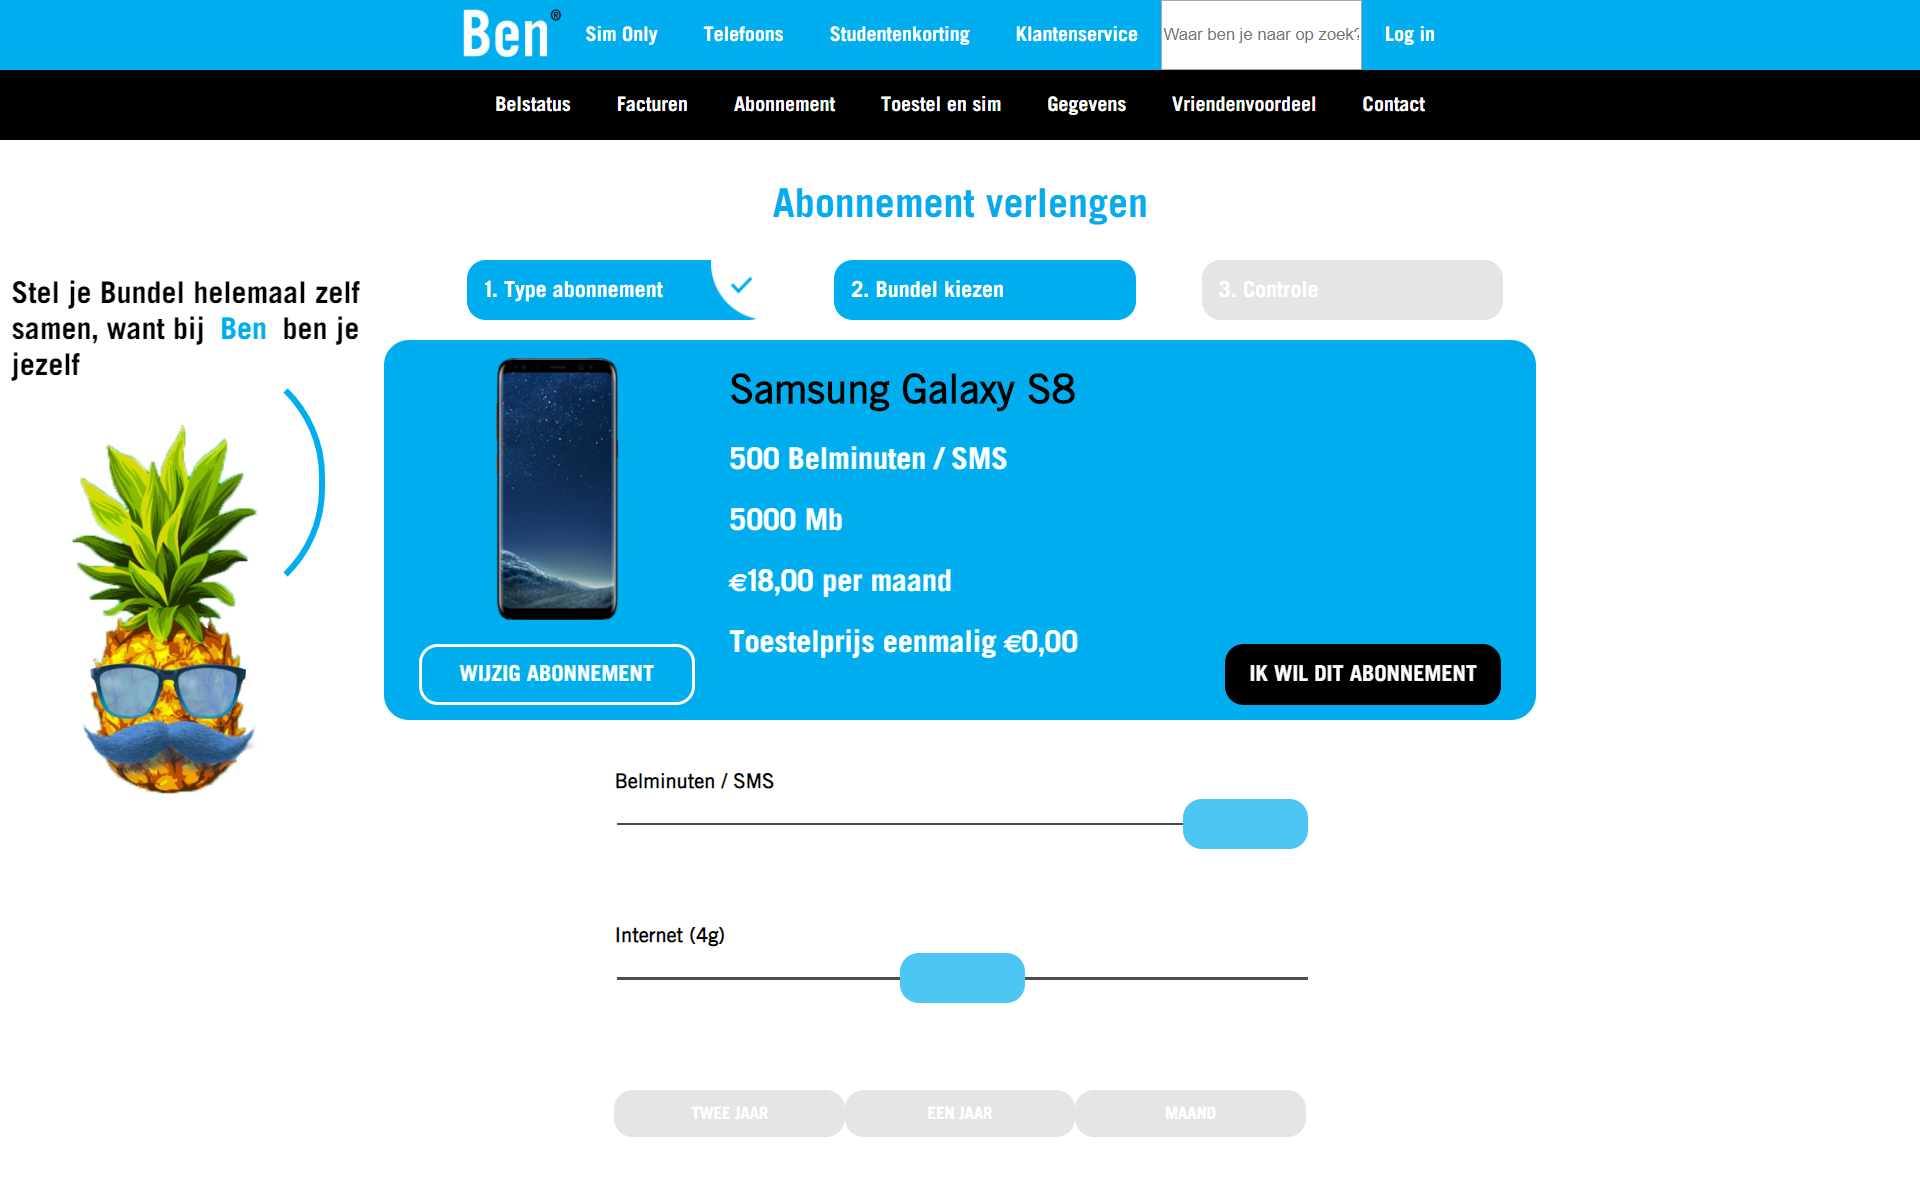 Ben®
Sim Only
Telefoons
Studentenkorting
Klantenservice
Waar ben je naar op zoek?
Log in
Belstatus
Facturen
Abonnement
Toestel en sim
Gegevens
Vriendenvoordeel
Contact
Abonnement verlengen
Stel je Bundel helemaal zelf
samen, want bij Ben ben je
jezelf
1. Type abonnement
2. Bundel kiezen
3. Controle
Samsung Galaxy S8
500 Belminuten / SMS
5000 Mb
€18,00 per maand
Toestelprijs eenmalig €0,00
WIJZIG ABONNEMENT
IK WIL DIT ABONNEMENT
Belminuten / SMS
Internet (4g)
TWEE JAAR
EEN JAAR
MAAND